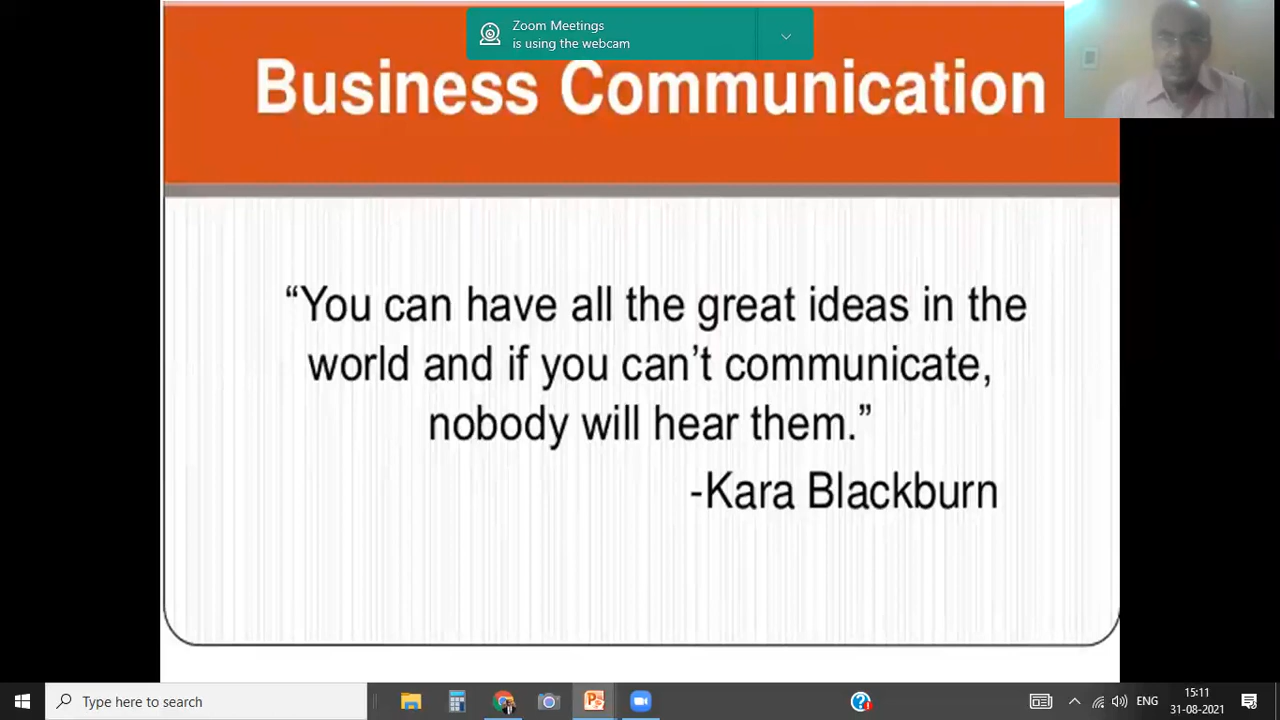 Zoom Meetings
is using the webcam
Business Communication
“You can have all the great ideas in the
world and if you can’t communicate,
nobody will hear them.”
-Kara Blackburn
Type here to search
ENG
15:11
31-08-2021